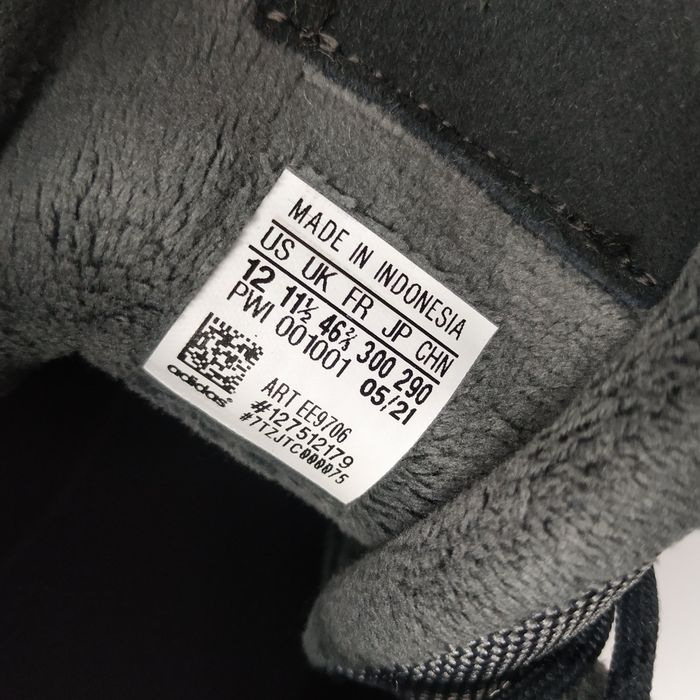 MADE IN INDONESIA
US UK FR JP CHN
12 11½ 46⅔ 300 290
PWI 001001 05/21
adidas
ART EE9706
#127512179
#7TZJTC000075